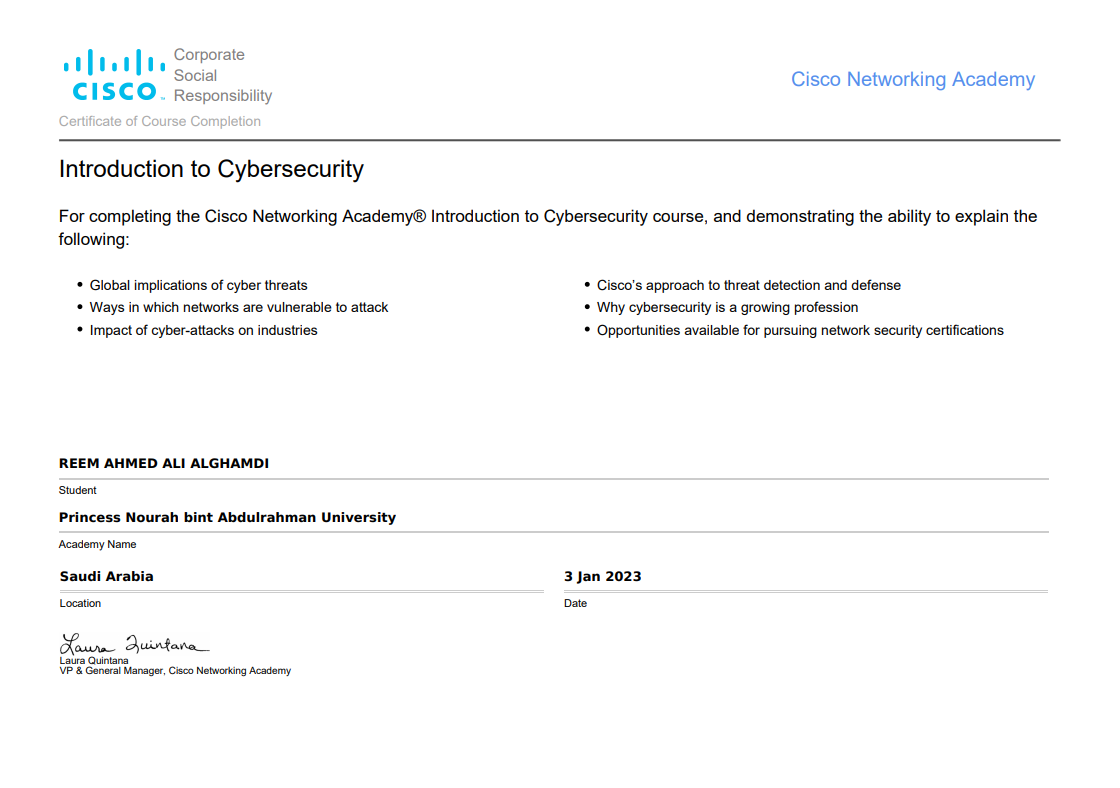 Corporate
Social
Responsibility
CISCO™
Cisco Networking Academy
Certificate of Course Completion
Introduction to Cybersecurity
For completing the Cisco Networking Academy® Introduction to Cybersecurity course, and demonstrating the ability to explain the
following:
• Global implications of cyber threats
• Ways in which networks are vulnerable to attack
• Impact of cyber-attacks on industries
• Cisco’s approach to threat detection and defense
• Why cybersecurity is a growing profession
• Opportunities available for pursuing network security certifications
REEM AHMED ALI ALGHAMDI
Student
Princess Nourah bint Abdulrahman University
Academy Name
Saudi Arabia
Location
3 Jan 2023
Date
Laura Quintana
Laura Quintana
VP & General Manager, Cisco Networking Academy